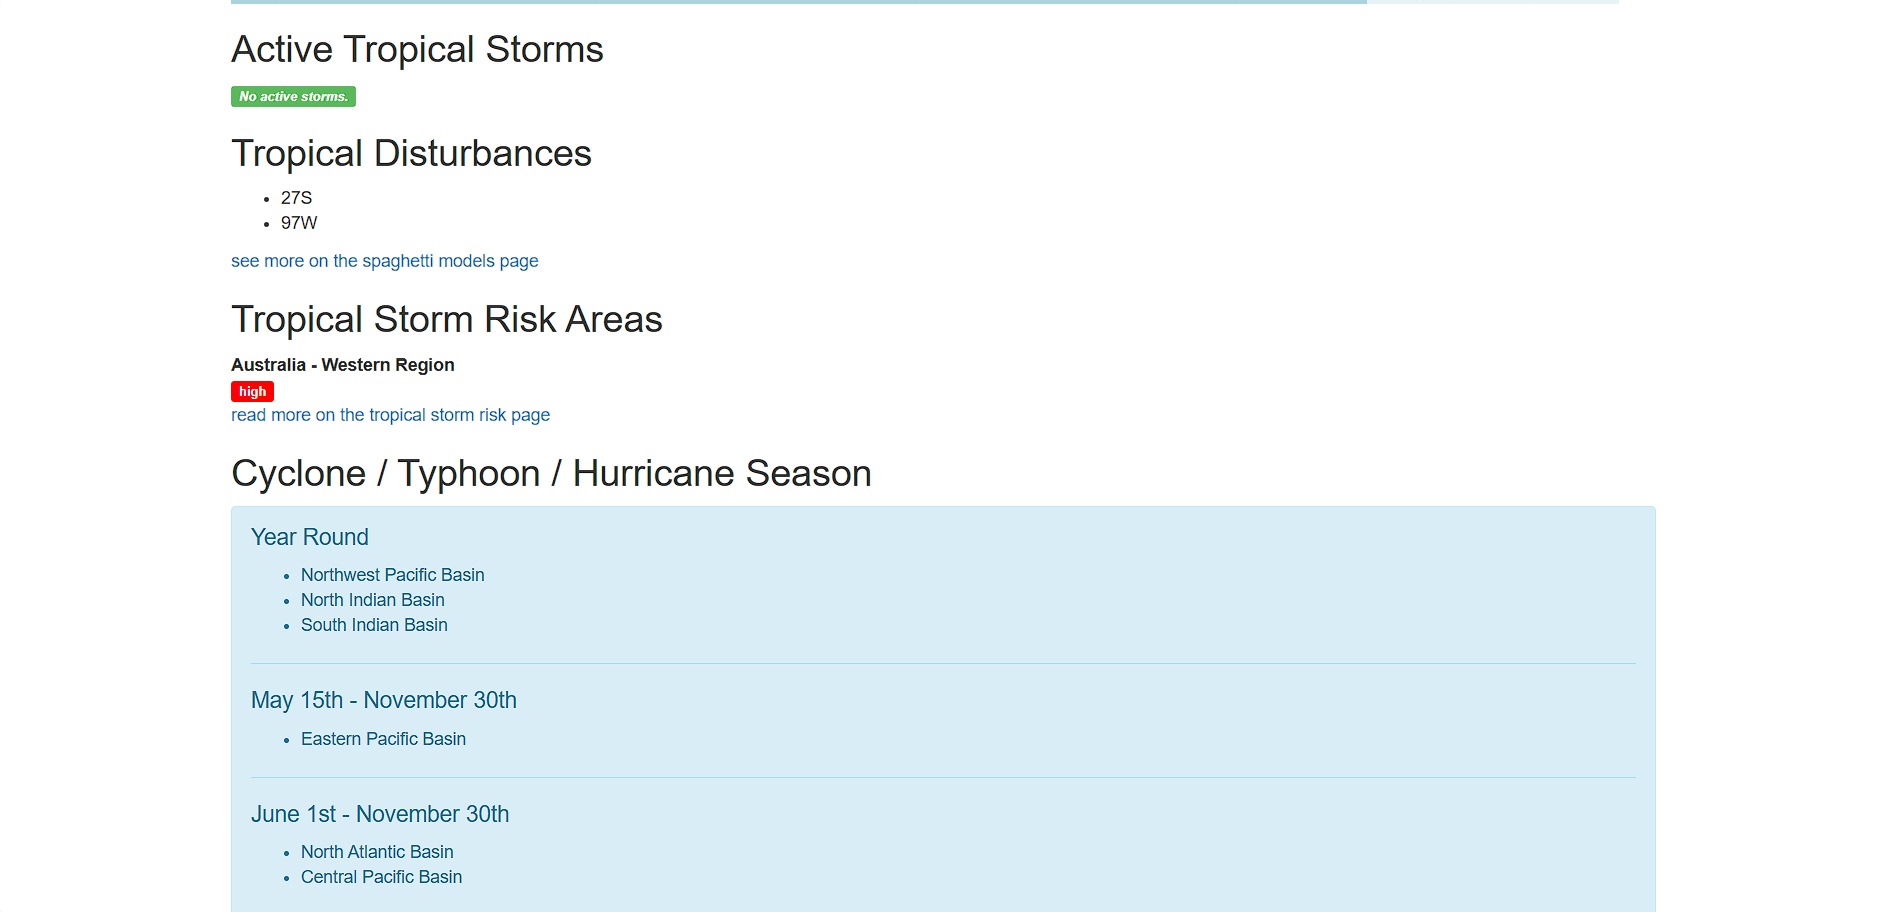 Active Tropical Storms
No active storms.
Tropical Disturbances
27S
97W
see more on the spaghetti models page
Tropical Storm Risk Areas
Australia - Western Region
high
read more on the tropical storm risk page
Cyclone / Typhoon / Hurricane Season
Year Round
Northwest Pacific Basin
North Indian Basin
South Indian Basin
May 15th - November 30th
Eastern Pacific Basin
June 1st - November 30th
North Atlantic Basin
Central Pacific Basin